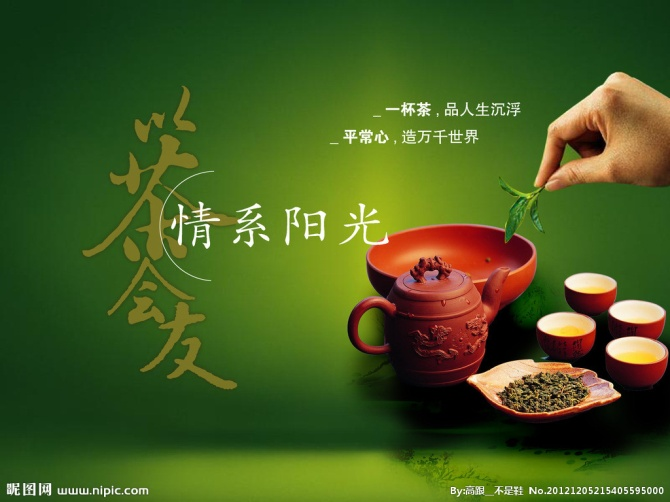 以茶会友
情系阳光
_ 一杯茶 , 品人生沉浮
_ 平常心 , 造万千世界
昵图网 www.nipic.com
By:高跟__不是鞋 No.20121205215405595000